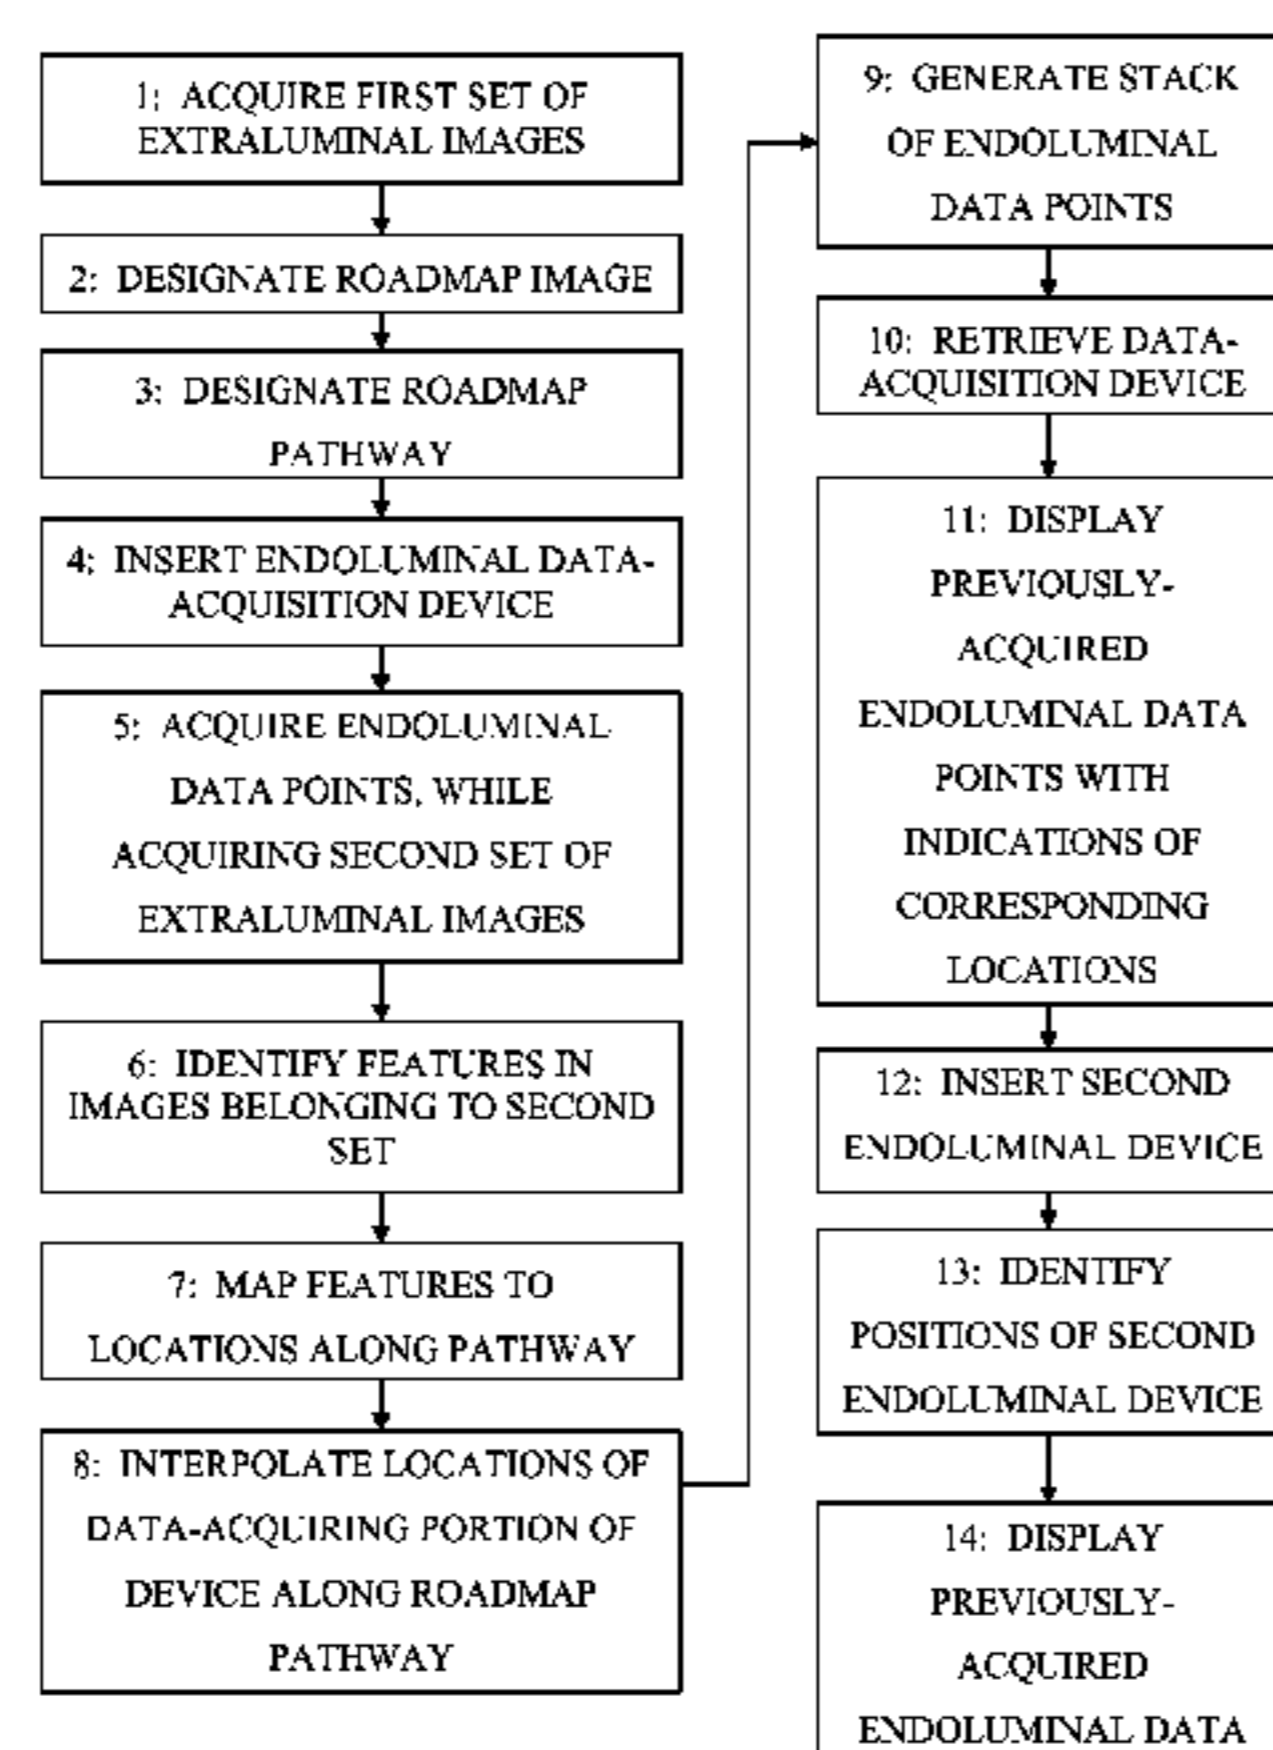 1: ACQUIRE FIRST SET OF
EXTRALUMINAL IMAGES
2: DESIGNATE ROADMAP IMAGE
3: DESIGNATE ROADMAP
PATHWAY
4: INSERT ENDOLUMINAL DATA-
ACQUISITION DEVICE
5: ACQUIRE ENDOLUMINAL
DATA POINTS, WHILE
ACQUIRING SECOND SET OF
EXTRALUMINAL IMAGES
6: IDENTIFY FEATURES IN
IMAGES BELONGING TO SECOND
SET
7: MAP FEATURES TO
LOCATIONS ALONG PATHWAY
8: INTERPOLATE LOCATIONS OF
DATA-ACQUIRING PORTION OF
DEVICE ALONG ROADMAP
PATHWAY
9: GENERATE STACK
OF ENDOLUMINAL
DATA POINTS
10: RETRIEVE DATA-
ACQUISITION DEVICE
11: DISPLAY
PREVIOUSLY-
ACQUIRED
ENDOLUMINAL DATA
POINTS WITH
INDICATIONS OF
CORRESPONDING
LOCATIONS
12: INSERT SECOND
ENDOLUMINAL DEVICE
13: IDENTIFY
POSITIONS OF SECOND
ENDOLUMINAL DEVICE
14: DISPLAY
PREVIOUSLY-
ACQUIRED
ENDOLUMINAL DATA